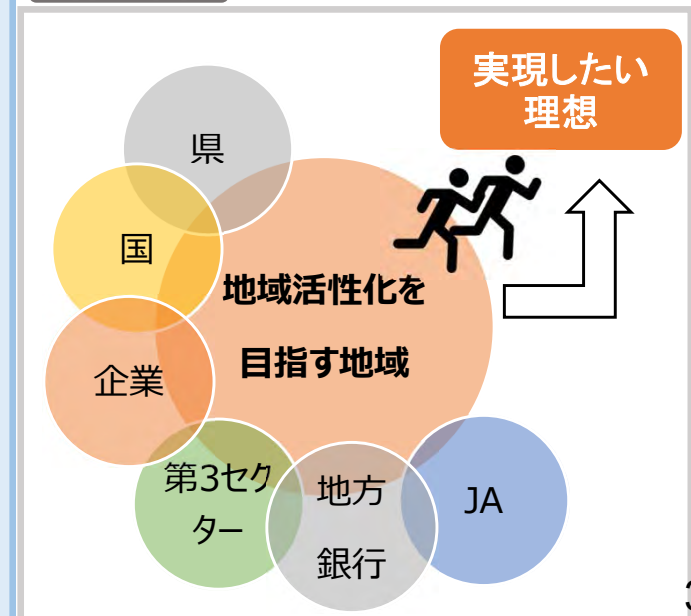 実現したい
理想
県
国
地域活性化を
目指す地域
企業
第3セク
ター
地方
銀行
JA